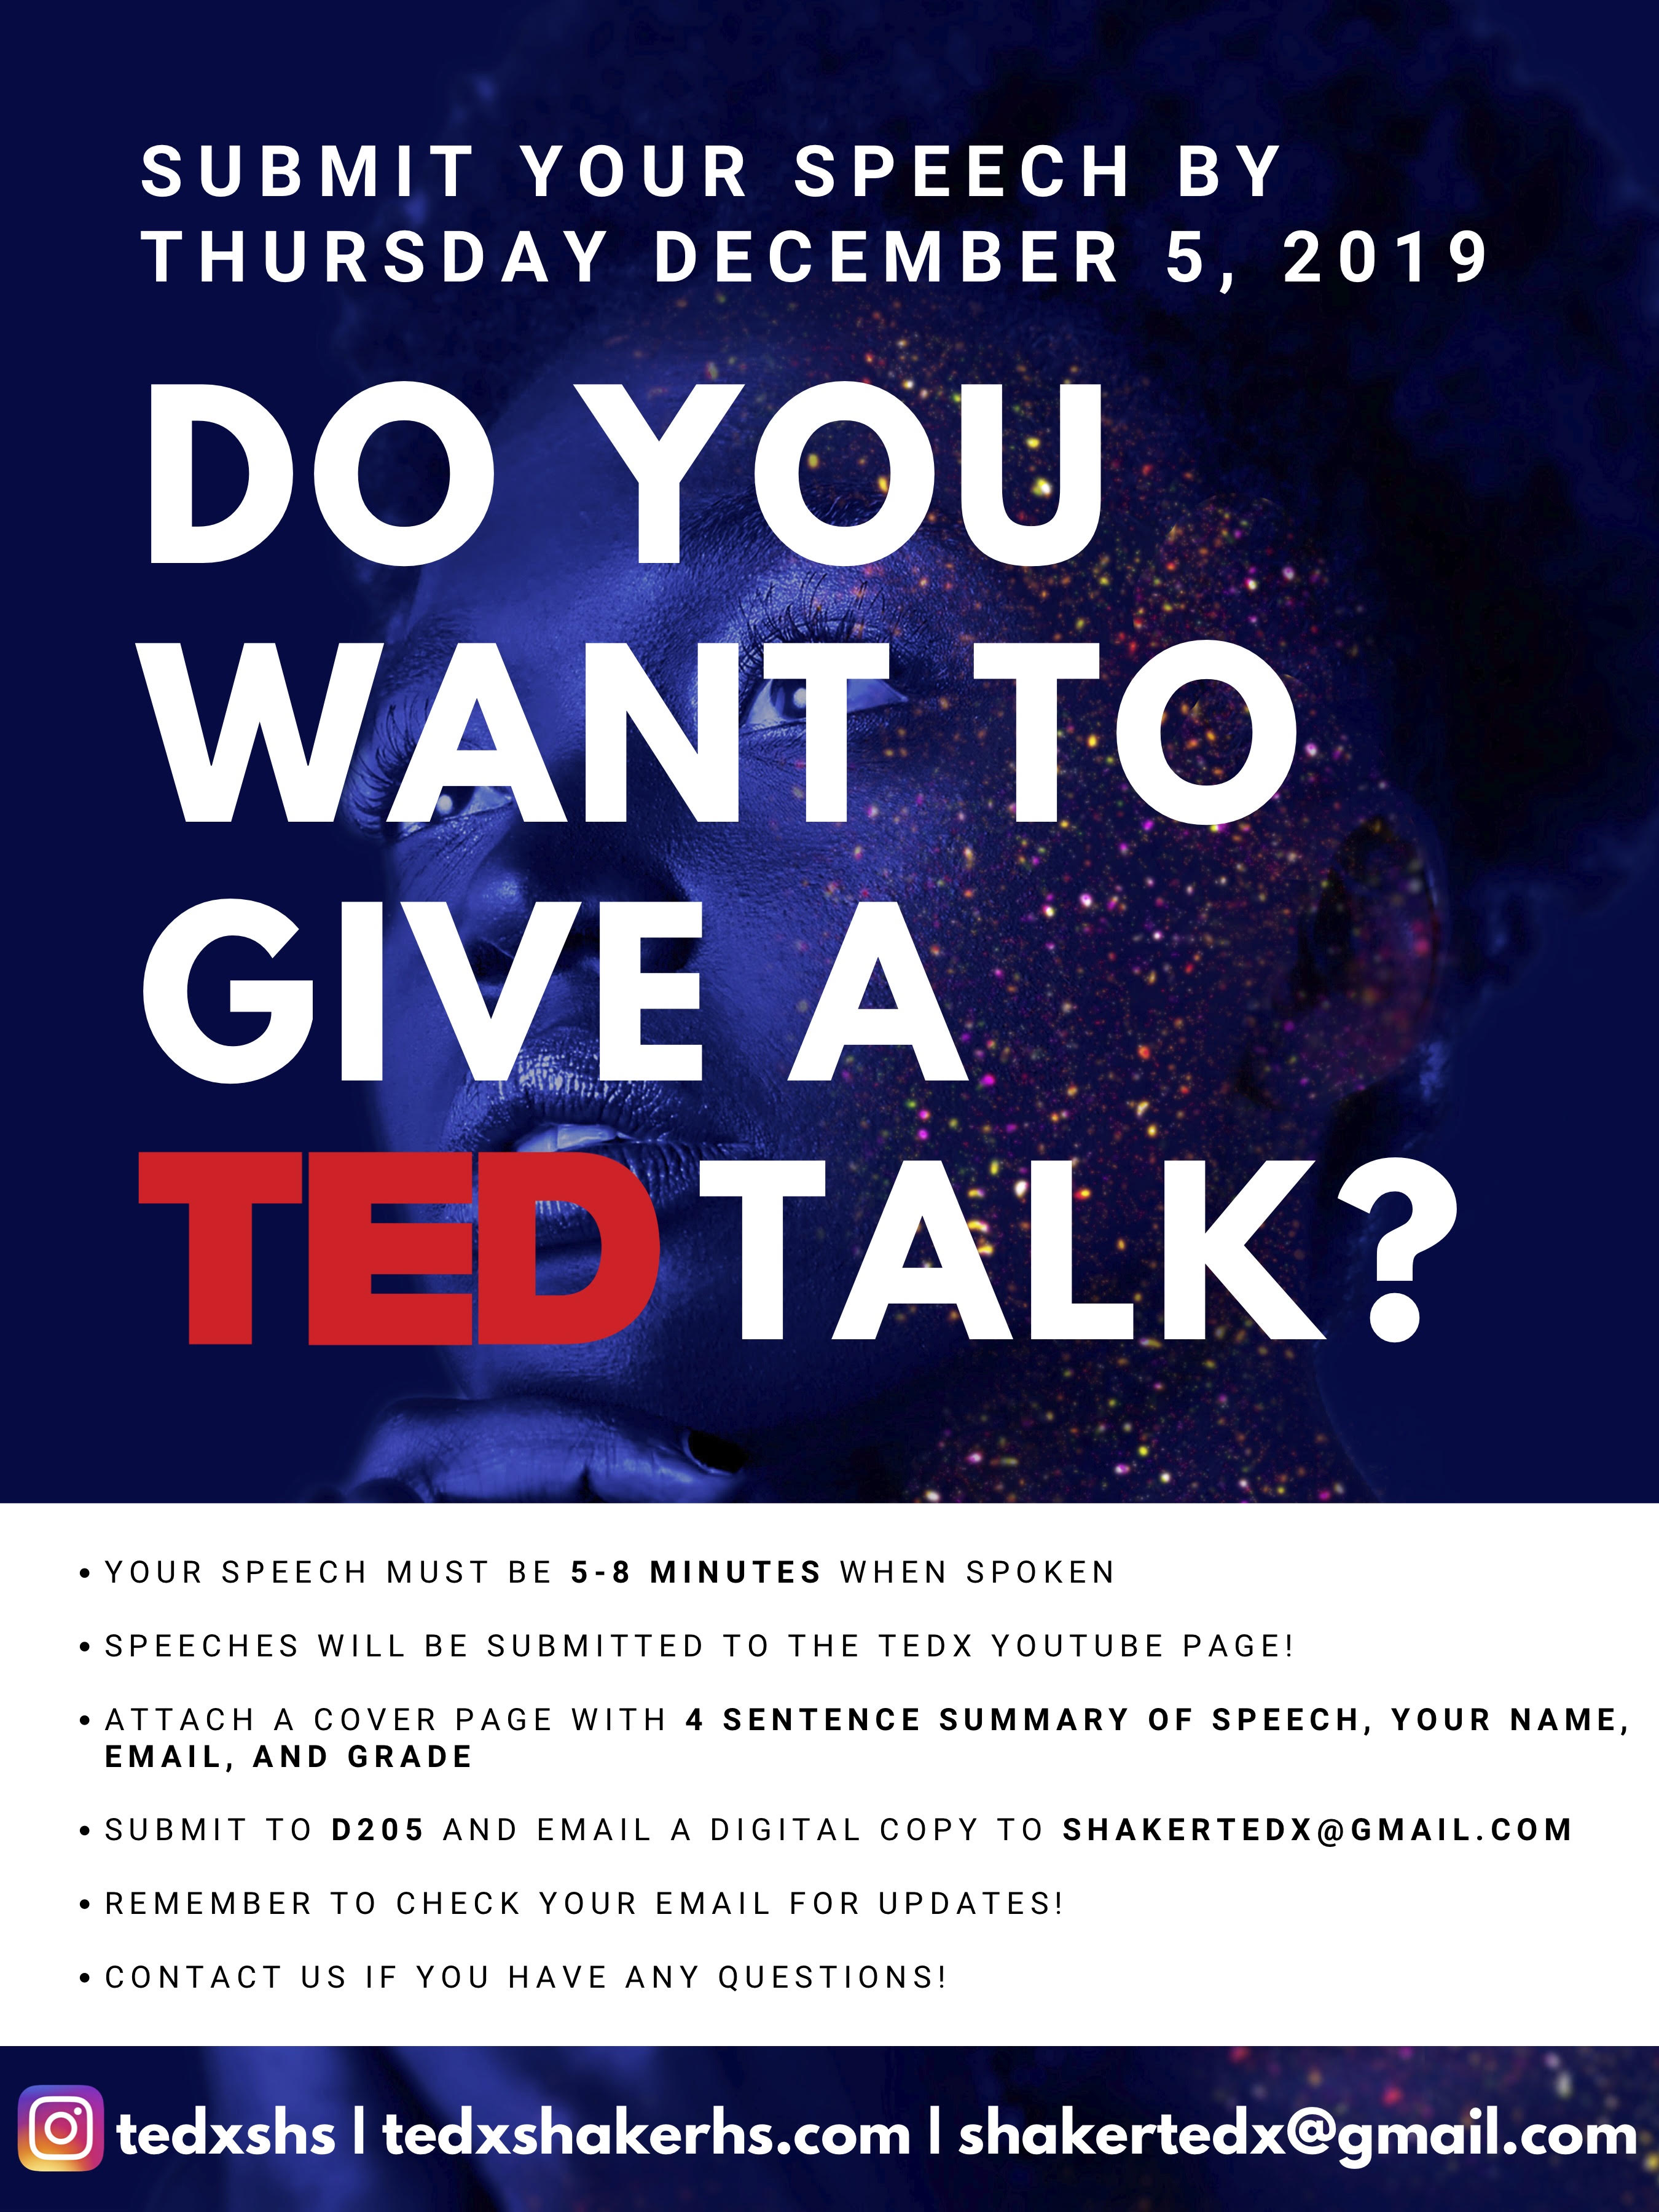 SUBMIT YOUR SPEECH BY
THURSDAY DECEMBER 5, 2019
DO YOU
WANT TO
GIVE A
TED TALK?
• YOUR SPEECH MUST BE 5-8 MINUTES WHEN SPOKEN
• SPEECHES WILL BE SUBMITTED TO THE TEDX YOUTUBE PAGE!
• ATTACH A COVER PAGE WITH 4 SENTENCE SUMMARY OF SPEECH, YOUR NAME,
EMAIL, AND GRADE
• SUBMIT TO D205 AND EMAIL A DIGITAL COPY TO SHAKERTEDX@GMAIL.COM
• REMEMBER TO CHECK YOUR EMAIL FOR UPDATES!
• CONTACT US IF YOU HAVE ANY QUESTIONS!
tedxshs | tedxshakerhs.com | shakertedx@gmail.com